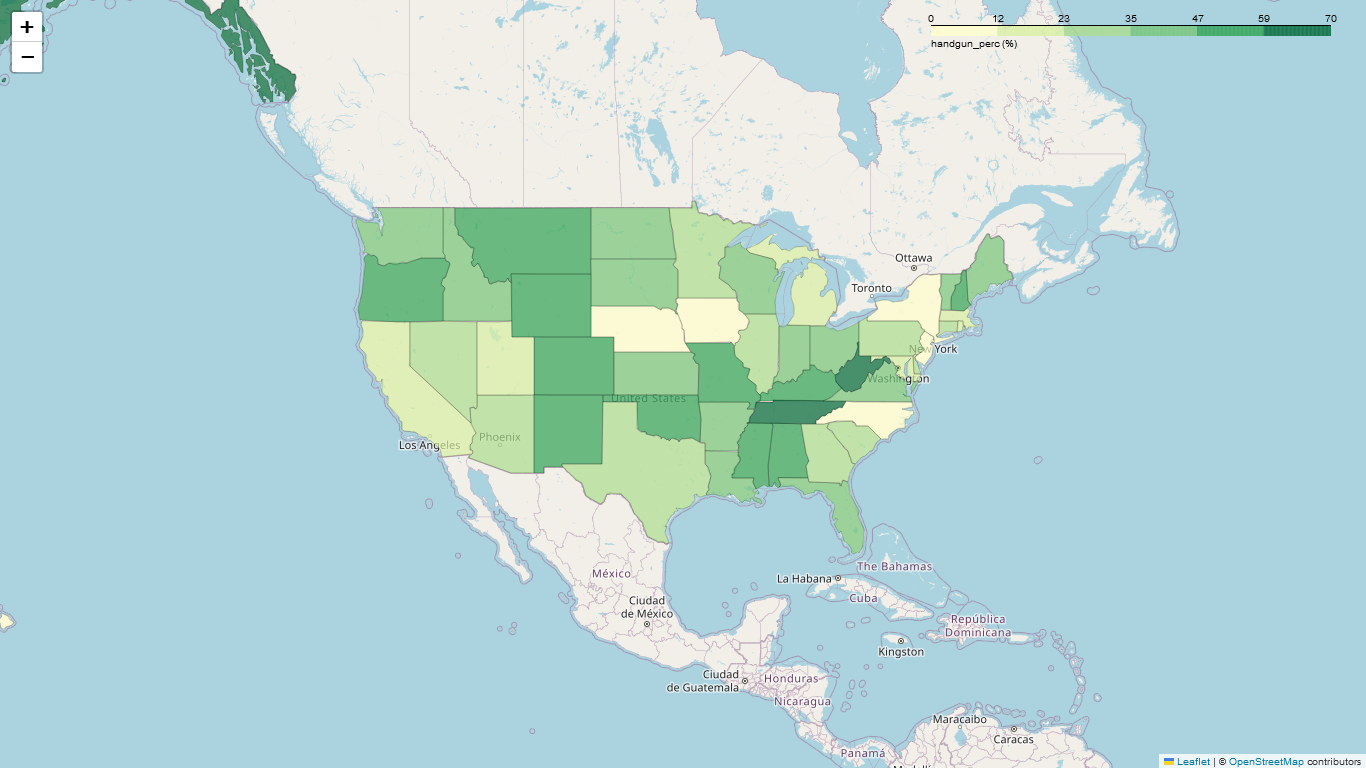 +
−
0 12 23 35 47 59 70
handgun_perc (%)
Ottawa
Toronto
New York
Washington
United States
Phoenix
Los Angeles
México
Ciudad
de México
La Habana
The Bahamas
Cuba
República
Dominicana
Kingston
Ciudad
de Guatemala
Honduras
Nicaragua
Maracaibo
Caracas
Panamá
Leaflet | © OpenStreetMap contributors